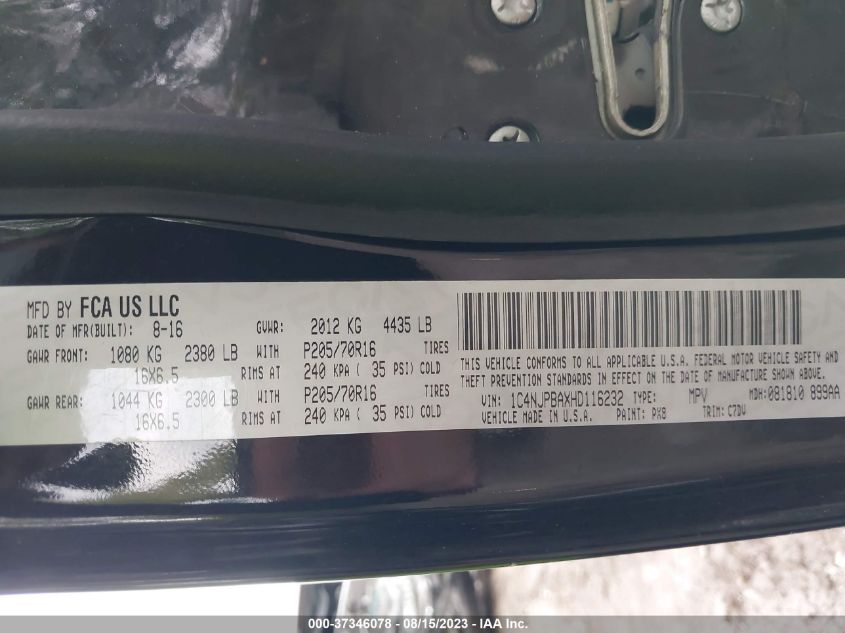 MFD BY FCA US LLC
DATE OF MFR(BUILT): 8-16 GVWR: 2012 KG 4435 LB
GAWR FRONT: 1080 KG 2380 LB WITH P205/70R16 TIRES
16X6.5 RIMS AT 240 KPA ( 35 PSI) COLD
GAWR REAR: 1044 KG 2300 LB WITH P205/70R16 TIRES
16X6.5 RIMS AT 240 KPA ( 35 PSI) COLD
THIS VEHICLE CONFORMS TO ALL APPLICABLE U.S.A. FEDERAL MOTOR VEHICLE SAFETY, BUMPER AND
THEFT PREVENTION STANDARDS IN EFFECT ON THE DATE OF MANUFACTURE SHOWN ABOVE.
VIN: 1C4NJPBAXHD116232 TYPE: MPV MDH: 081810 899AA
VEHICLE MADE IN U.S.A. PAINT: PX8 TRIM: C7DV
000-37346078 - 08/15/2023 - IAA Inc.